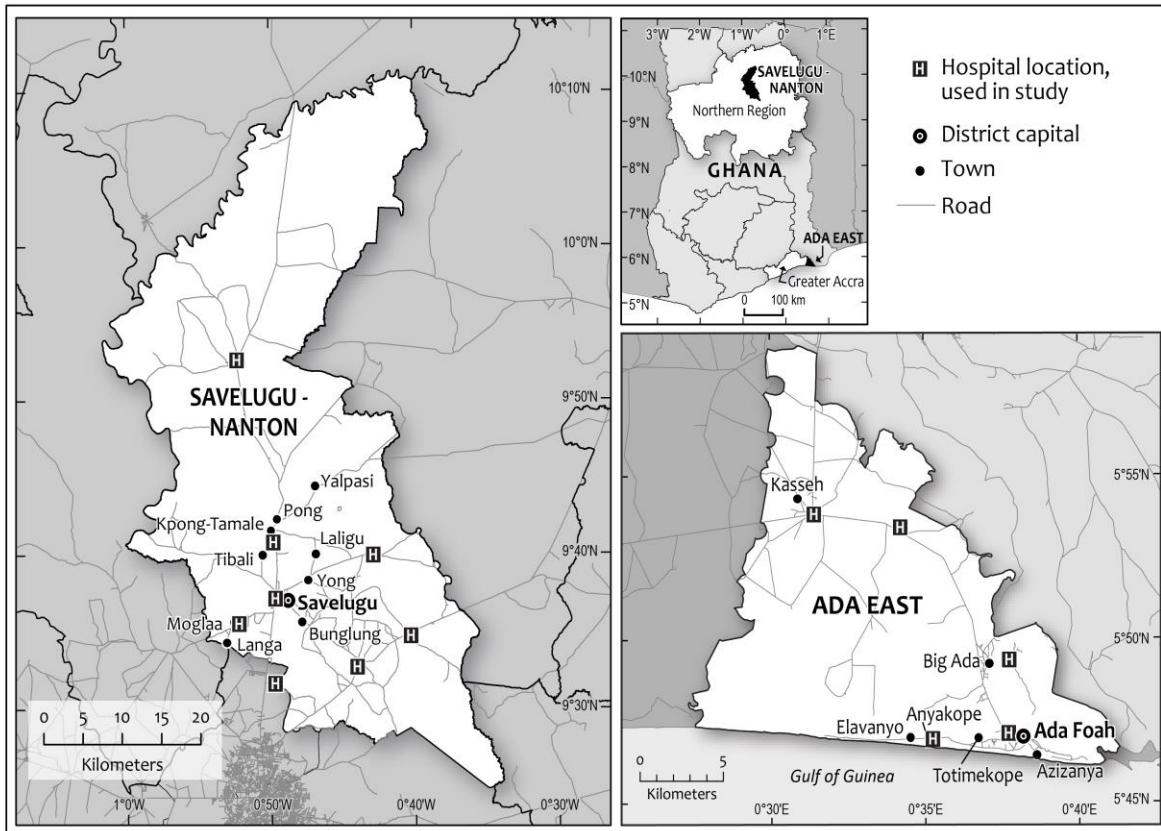 10°10'N
10°0'N
9°50'N
9°40'N
9°30'N
1°0'W
0°50'W
0°40'W
0°30'W
H
SAVELUGU -
NANTON
Yalpasi
Pong
Kpong-Tamale
H
Laligu
H
Tibali
Yong
H
Savelugu
Moglaa
H
Bunglung
H
Langa
H
H
0 5 10 15 20
Kilometers
3°W 2°W 1°W 0° 1°E
10°N
9°N
8°N
7°N
6°N
5°N
SAVELUGU -
NANTON
Northern Region
GHANA
ADA EAST
Greater Accra
0 100 km
H Hospital location,
used in study
District capital
Town
Road
Kasseh
H
H
ADA EAST
Big Ada
H
Elavanyo
Anyakope
H
H
Ada Foah
Totimekope
Azizanya
Gulf of Guinea
0 5
Kilometers
5°55'N
5°50'N
5°45'N
0°30'E
0°35'E
0°40'E